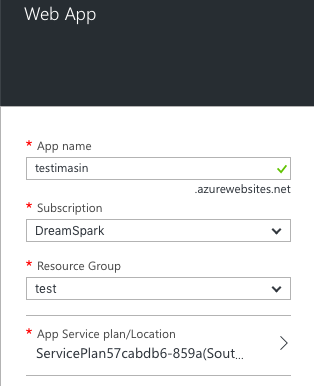 Web App
* App name
testimasin
.azurewebsites.net
* Subscription
DreamSpark
* Resource Group
test
* App Service plan/Location
ServicePlan57cabdb6-859a(Sout...